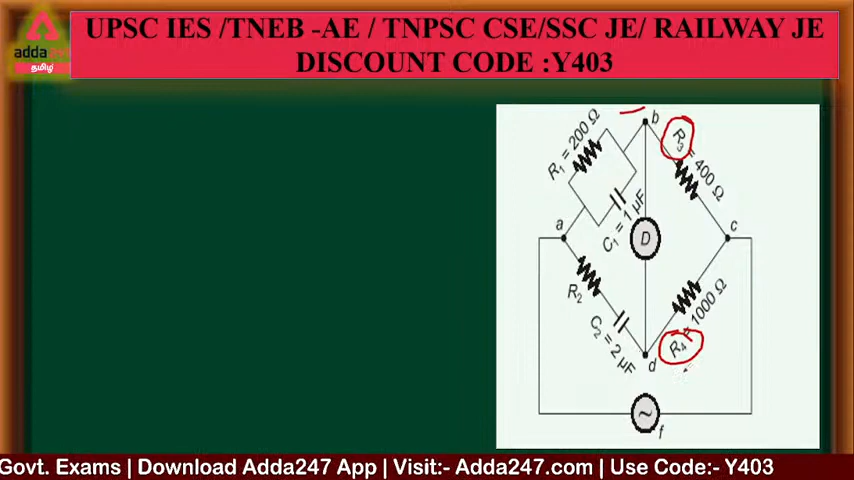 UPSC IES /TNEB -AE / TNPSC CSE/SSC JE/ RAILWAY JE
DISCOUNT CODE :Y403
adda247
தமிழ்
R₁ = 200 Ω
b
R₃ = 400 Ω
C₁ = 1 μF
a
D
c
R₂
C₂ = 2 μF
R₄ = 1000 Ω
d
~
f
Govt. Exams | Download Adda247 App | Visit:- Adda247.com | Use Code:- Y403